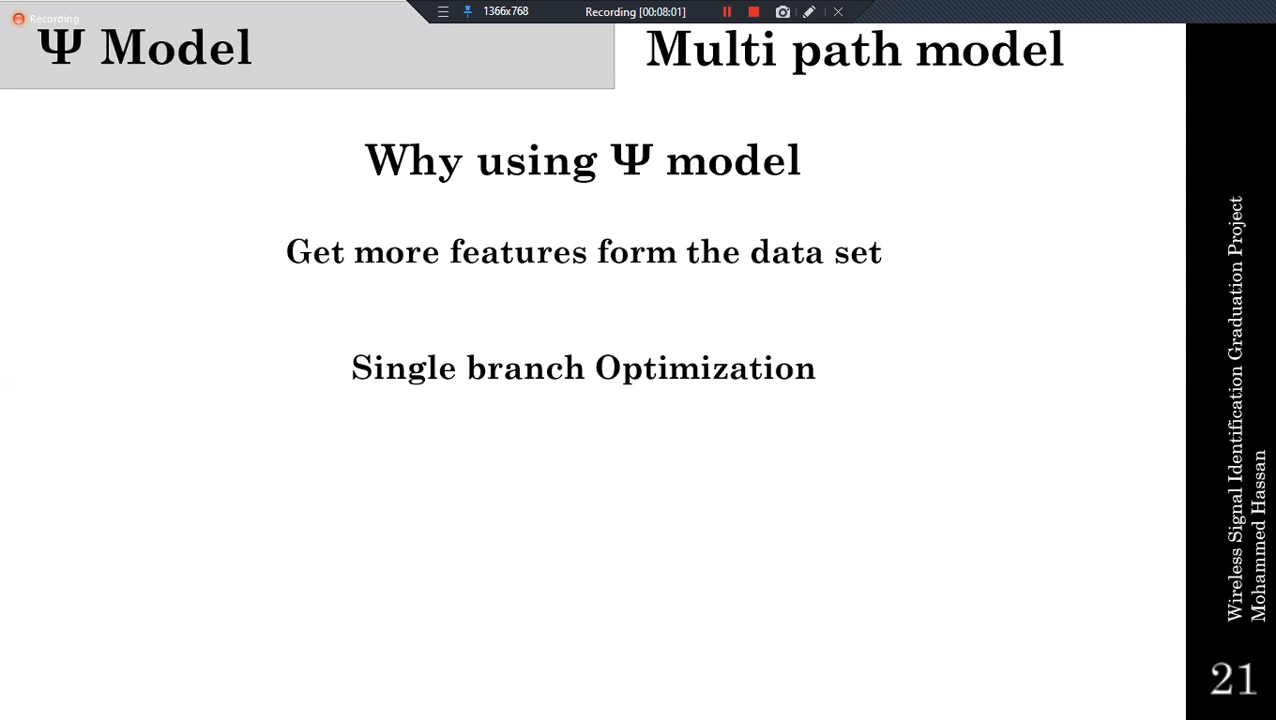 Recording
1366x768
Recording [00:08:01]
Ψ Model
Multi path model
Why using Ψ model
Get more features form the data set
Single branch Optimization
Wireless Signal Identification Graduation Project
Mohammed Hassan
21